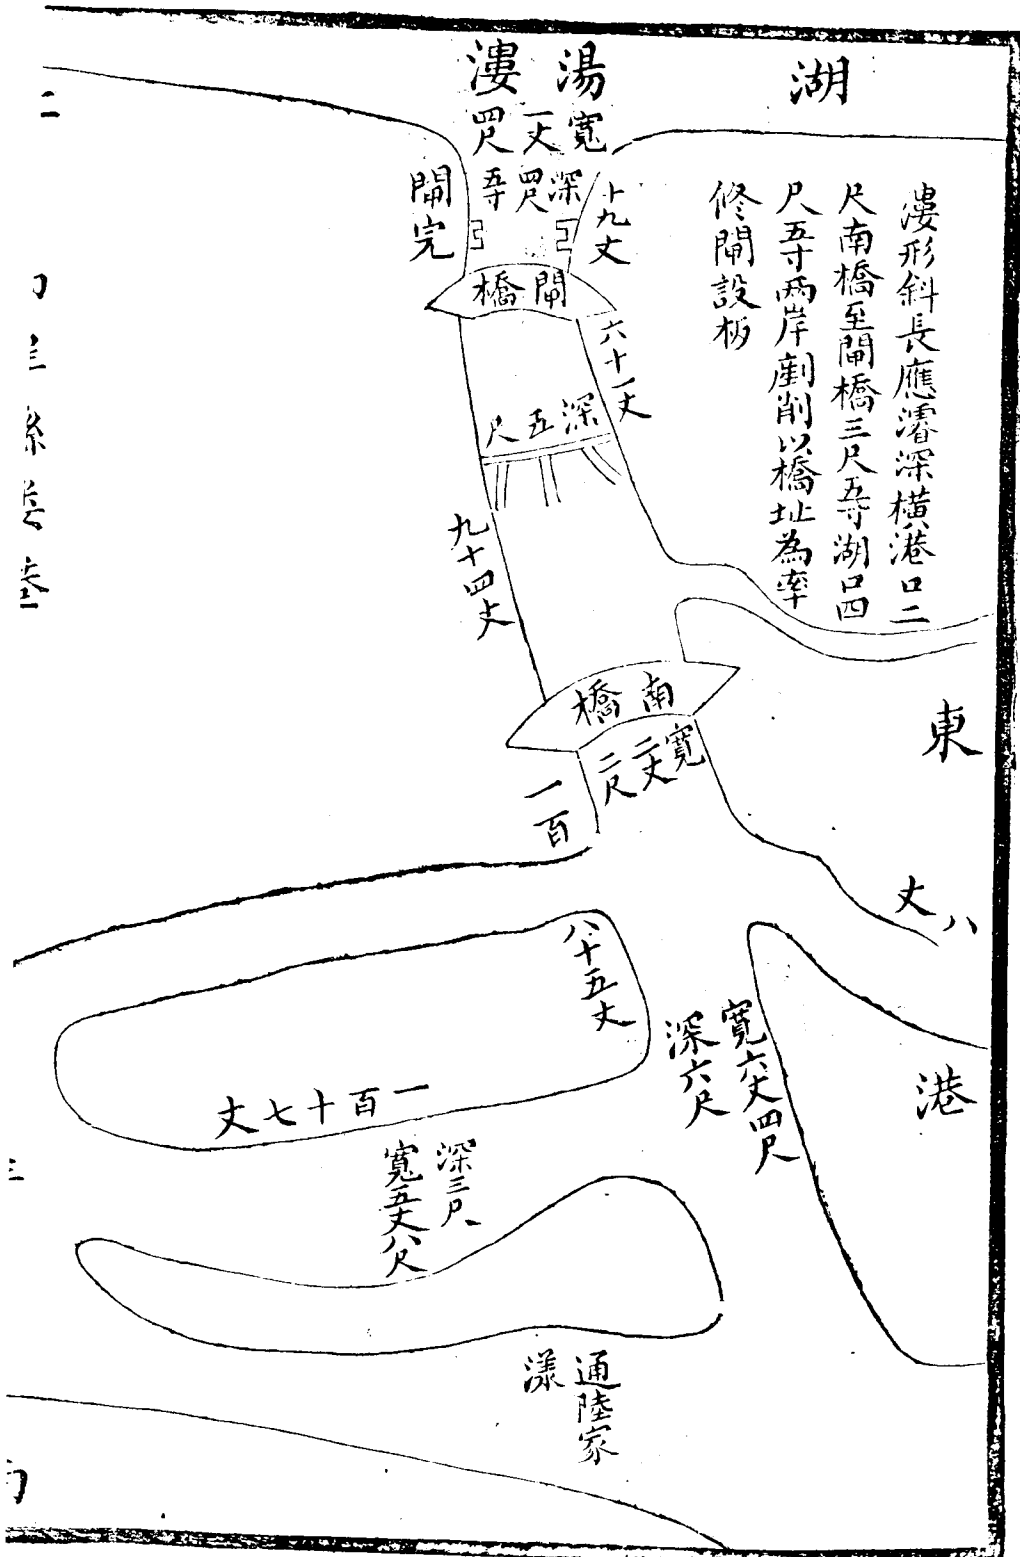 湖
漊形斜長應濬深橫港口二
尺南橋至閘橋三尺五寸湖口四
尺五寸兩岸剷削以橋址為率
修閘設板
湯漊
寬一丈四尺
深四尺五寸
閘完
十九丈
閘橋
六十一丈
深五尺
九十四丈
南橋
寬二丈二尺
東
港
一百
八丈
八十五丈
寬六丈四尺
深六尺
一百十七丈
深三尺
寬五丈八尺
通陸家
漾
二
三